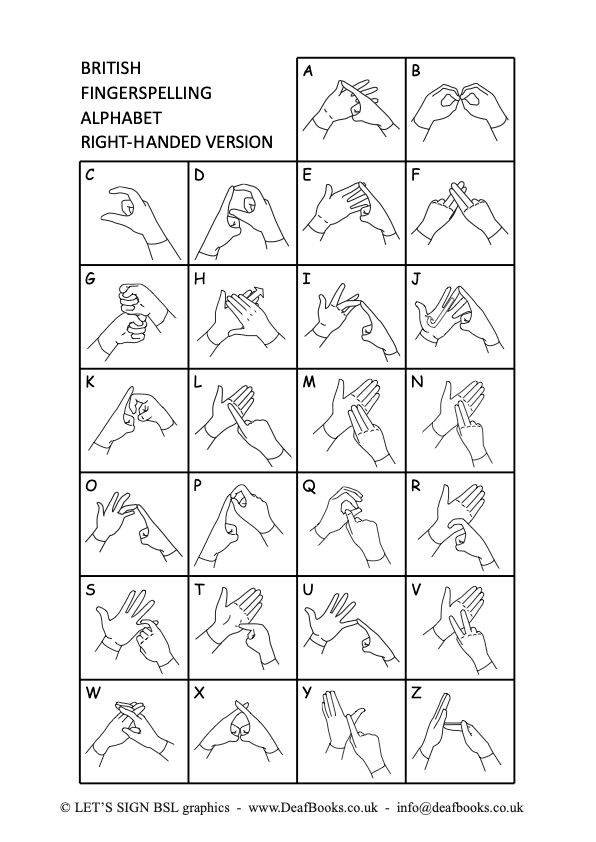 BRITISH
FINGERSPELLING
ALPHABET
RIGHT-HANDED VERSION
A B
C D E F
G H I J
K L M N
O P Q R
S T U V
W X Y Z
© LET'S SIGN BSL graphics - www.DeafBooks.co.uk - info@deafbooks.co.uk